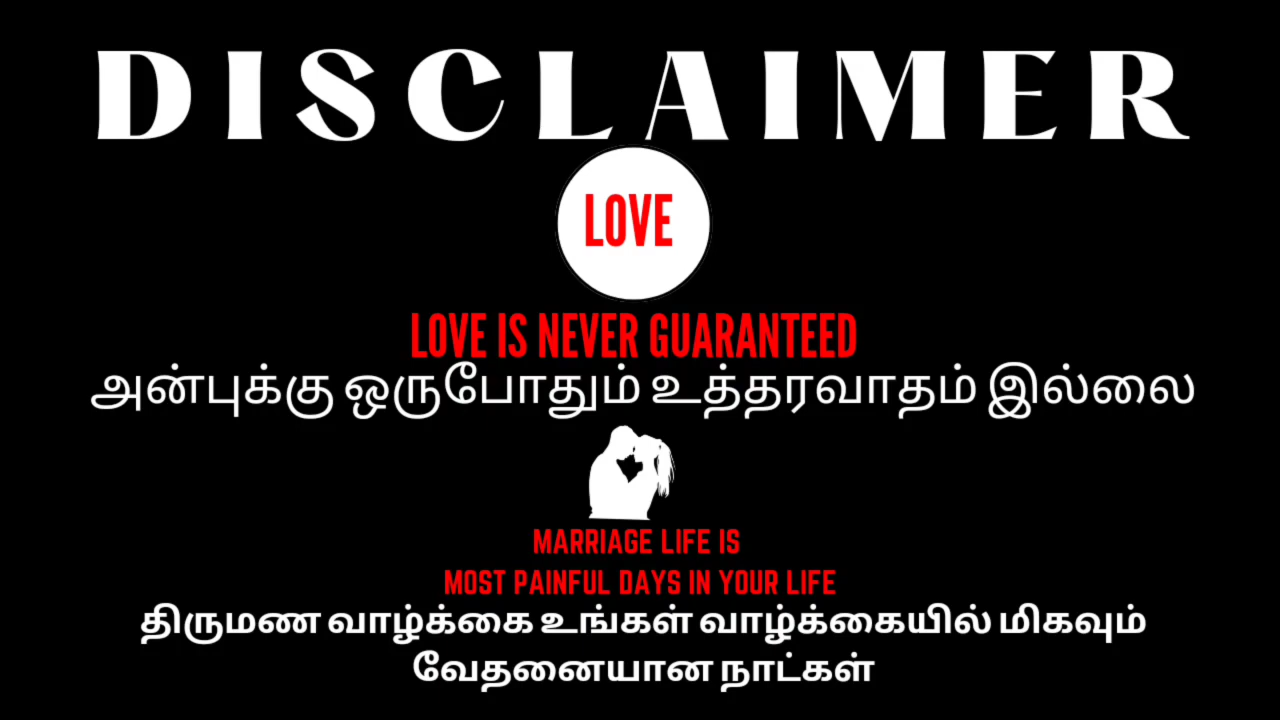 DISCLAIMER
LOVE
LOVE IS NEVER GUARANTEED
அன்புக்கு ஒருபோதும் உத்தரவாதம் இல்லை
MARRIAGE LIFE IS
MOST PAINFUL DAYS IN YOUR LIFE
திருமண வாழ்க்கை உங்கள் வாழ்க்கையில் மிகவும்
வேதனையான நாட்கள்